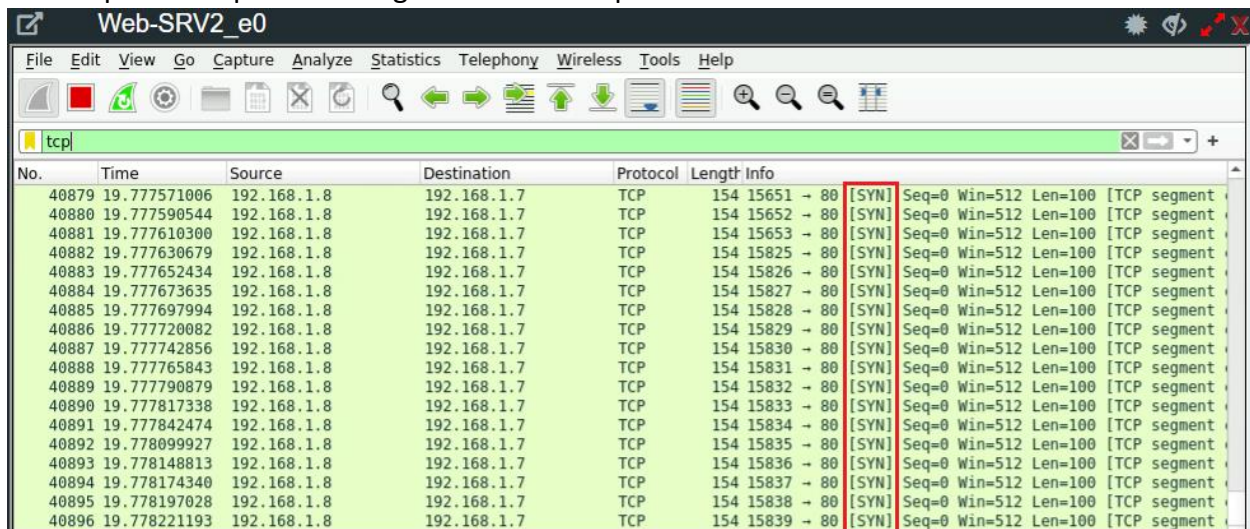 Web-SRV2_e0
File Edit View Go Capture Analyze Statistics Telephony Wireless Tools Help
tcp
No. Time Source Destination Protocol Length Info
40879 19.777571006 192.168.1.8 192.168.1.7 TCP 154 15651 → 80 [SYN] Seq=0 Win=512 Len=100 [TCP segment
40880 19.777590544 192.168.1.8 192.168.1.7 TCP 154 15652 → 80 [SYN] Seq=0 Win=512 Len=100 [TCP segment
40881 19.777610300 192.168.1.8 192.168.1.7 TCP 154 15653 → 80 [SYN] Seq=0 Win=512 Len=100 [TCP segment
40882 19.777630679 192.168.1.8 192.168.1.7 TCP 154 15825 → 80 [SYN] Seq=0 Win=512 Len=100 [TCP segment
40883 19.777652434 192.168.1.8 192.168.1.7 TCP 154 15826 → 80 [SYN] Seq=0 Win=512 Len=100 [TCP segment
40884 19.777673635 192.168.1.8 192.168.1.7 TCP 154 15827 → 80 [SYN] Seq=0 Win=512 Len=100 [TCP segment
40885 19.777697994 192.168.1.8 192.168.1.7 TCP 154 15828 → 80 [SYN] Seq=0 Win=512 Len=100 [TCP segment
40886 19.777720082 192.168.1.8 192.168.1.7 TCP 154 15829 → 80 [SYN] Seq=0 Win=512 Len=100 [TCP segment
40887 19.777742856 192.168.1.8 192.168.1.7 TCP 154 15830 → 80 [SYN] Seq=0 Win=512 Len=100 [TCP segment
40888 19.777765843 192.168.1.8 192.168.1.7 TCP 154 15831 → 80 [SYN] Seq=0 Win=512 Len=100 [TCP segment
40889 19.777790879 192.168.1.8 192.168.1.7 TCP 154 15832 → 80 [SYN] Seq=0 Win=512 Len=100 [TCP segment
40890 19.777817338 192.168.1.8 192.168.1.7 TCP 154 15833 → 80 [SYN] Seq=0 Win=512 Len=100 [TCP segment
40891 19.777842474 192.168.1.8 192.168.1.7 TCP 154 15834 → 80 [SYN] Seq=0 Win=512 Len=100 [TCP segment
40892 19.778099927 192.168.1.8 192.168.1.7 TCP 154 15835 → 80 [SYN] Seq=0 Win=512 Len=100 [TCP segment
40893 19.778148813 192.168.1.8 192.168.1.7 TCP 154 15836 → 80 [SYN] Seq=0 Win=512 Len=100 [TCP segment
40894 19.778174340 192.168.1.8 192.168.1.7 TCP 154 15837 → 80 [SYN] Seq=0 Win=512 Len=100 [TCP segment
40895 19.778197028 192.168.1.8 192.168.1.7 TCP 154 15838 → 80 [SYN] Seq=0 Win=512 Len=100 [TCP segment
40896 19.778221193 192.168.1.8 192.168.1.7 TCP 154 15839 → 80 [SYN] Seq=0 Win=512 Len=100 [TCP segment